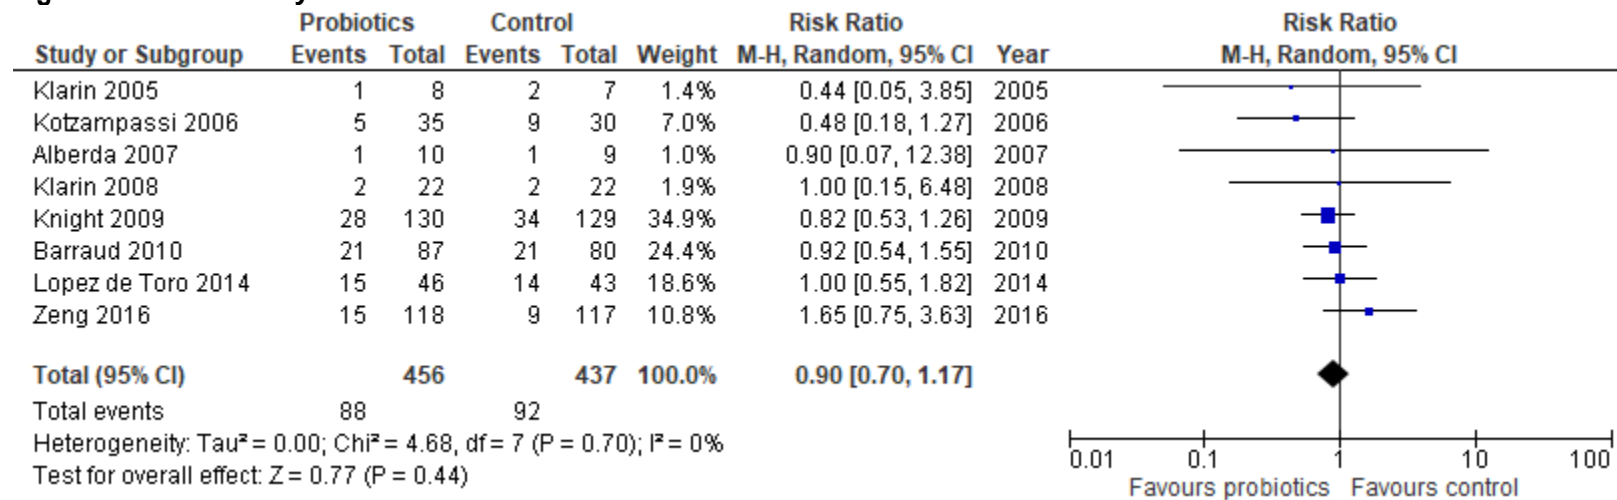 Probiotics Control Risk Ratio Risk Ratio
Study or Subgroup Events Total Events Total Weight M-H, Random, 95% CI Year M-H, Random, 95% CI
Klarin 2005 1 8 2 7 1.4% 0.44 [0.05, 3.85] 2005
Kotzampassi 2006 5 35 9 30 7.0% 0.48 [0.18, 1.27] 2006
Alberda 2007 1 10 1 9 1.0% 0.90 [0.07, 12.38] 2007
Klarin 2008 2 22 2 22 1.9% 1.00 [0.15, 6.48] 2008
Knight 2009 28 130 34 129 34.9% 0.82 [0.53, 1.26] 2009
Barraud 2010 21 87 21 80 24.4% 0.92 [0.54, 1.55] 2010
Lopez de Toro 2014 15 46 14 43 18.6% 1.00 [0.55, 1.82] 2014
Zeng 2016 15 118 9 117 10.8% 1.65 [0.75, 3.63] 2016
Total (95% CI) 456 437 100.0% 0.90 [0.70, 1.17]
Total events 88 92
Heterogeneity: Tau² = 0.00; Chi² = 4.68, df = 7 (P = 0.70); I² = 0%
Test for overall effect: Z = 0.77 (P = 0.44)
0.01 0.1 1 10 100
Favours probiotics Favours control